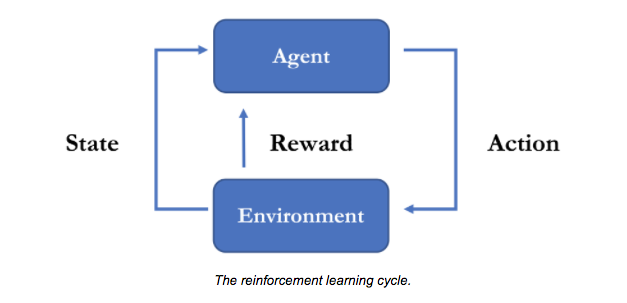 Agent
State
Reward
Action
Environment
The reinforcement learning cycle.